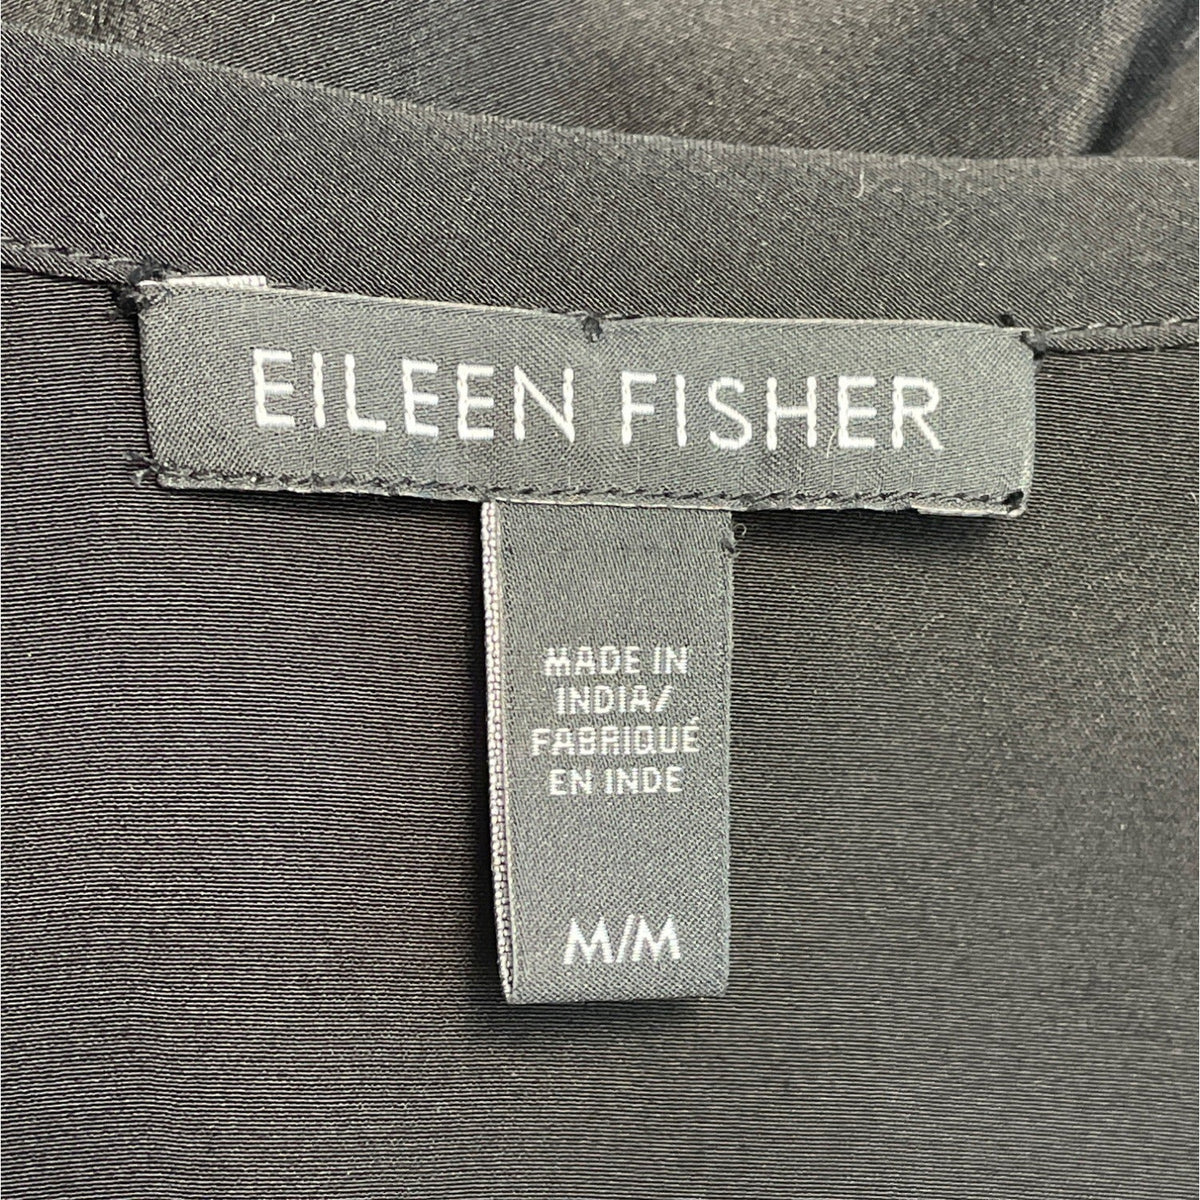 EILEEN FISHER
MADE IN
INDIA/
FABRIQUÉ
EN INDE
M/M